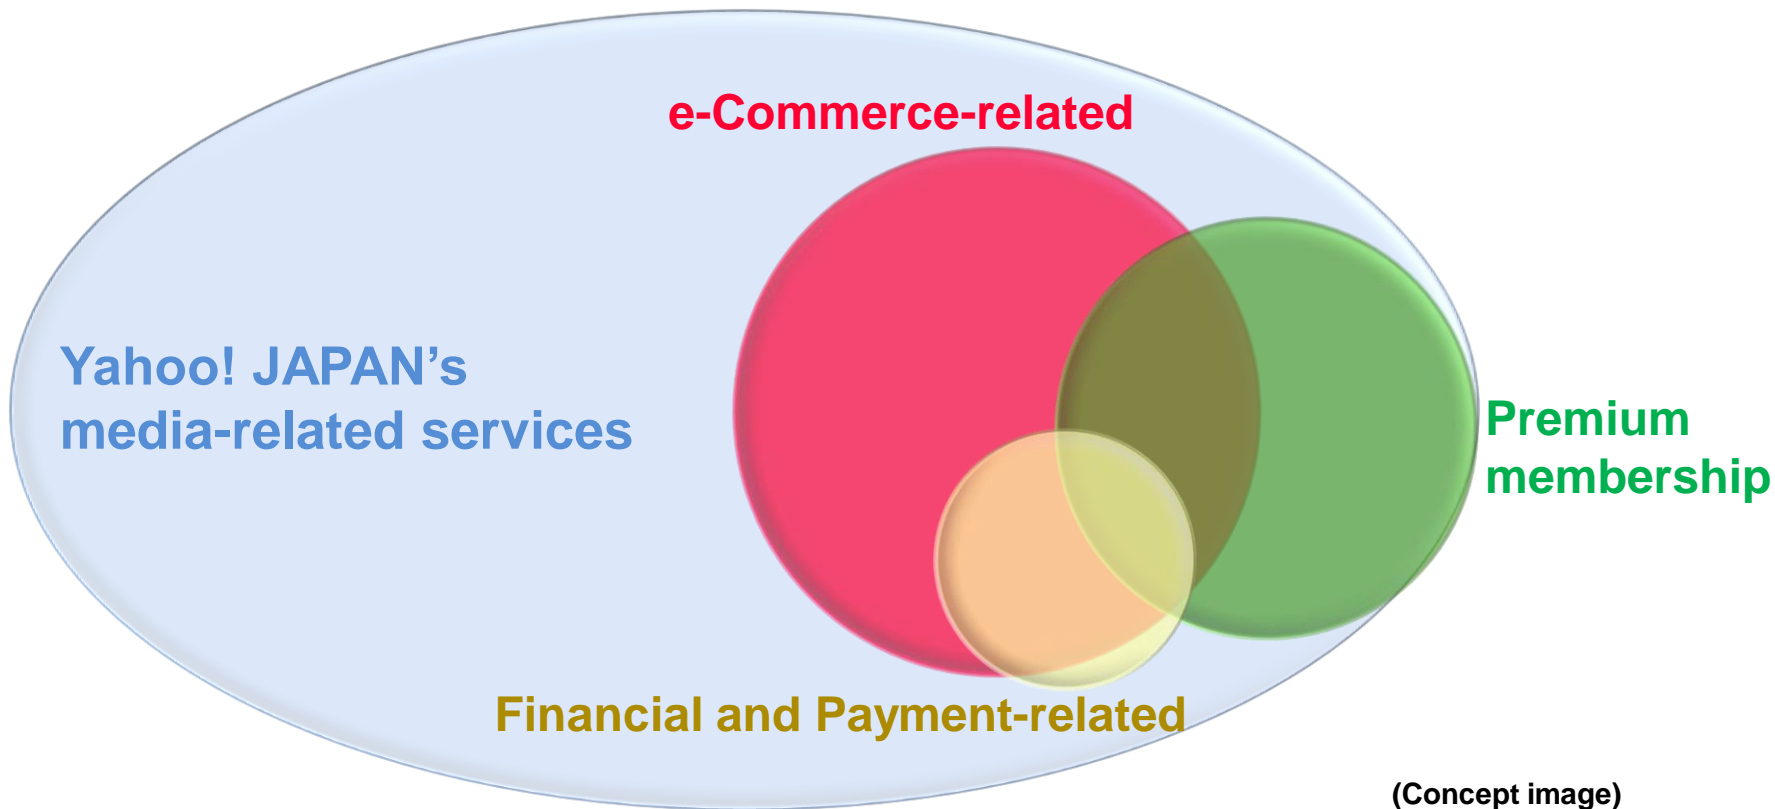 e-Commerce-related
Yahoo! JAPAN’s
media-related services
Premium
membership
Financial and Payment-related
(Concept image)